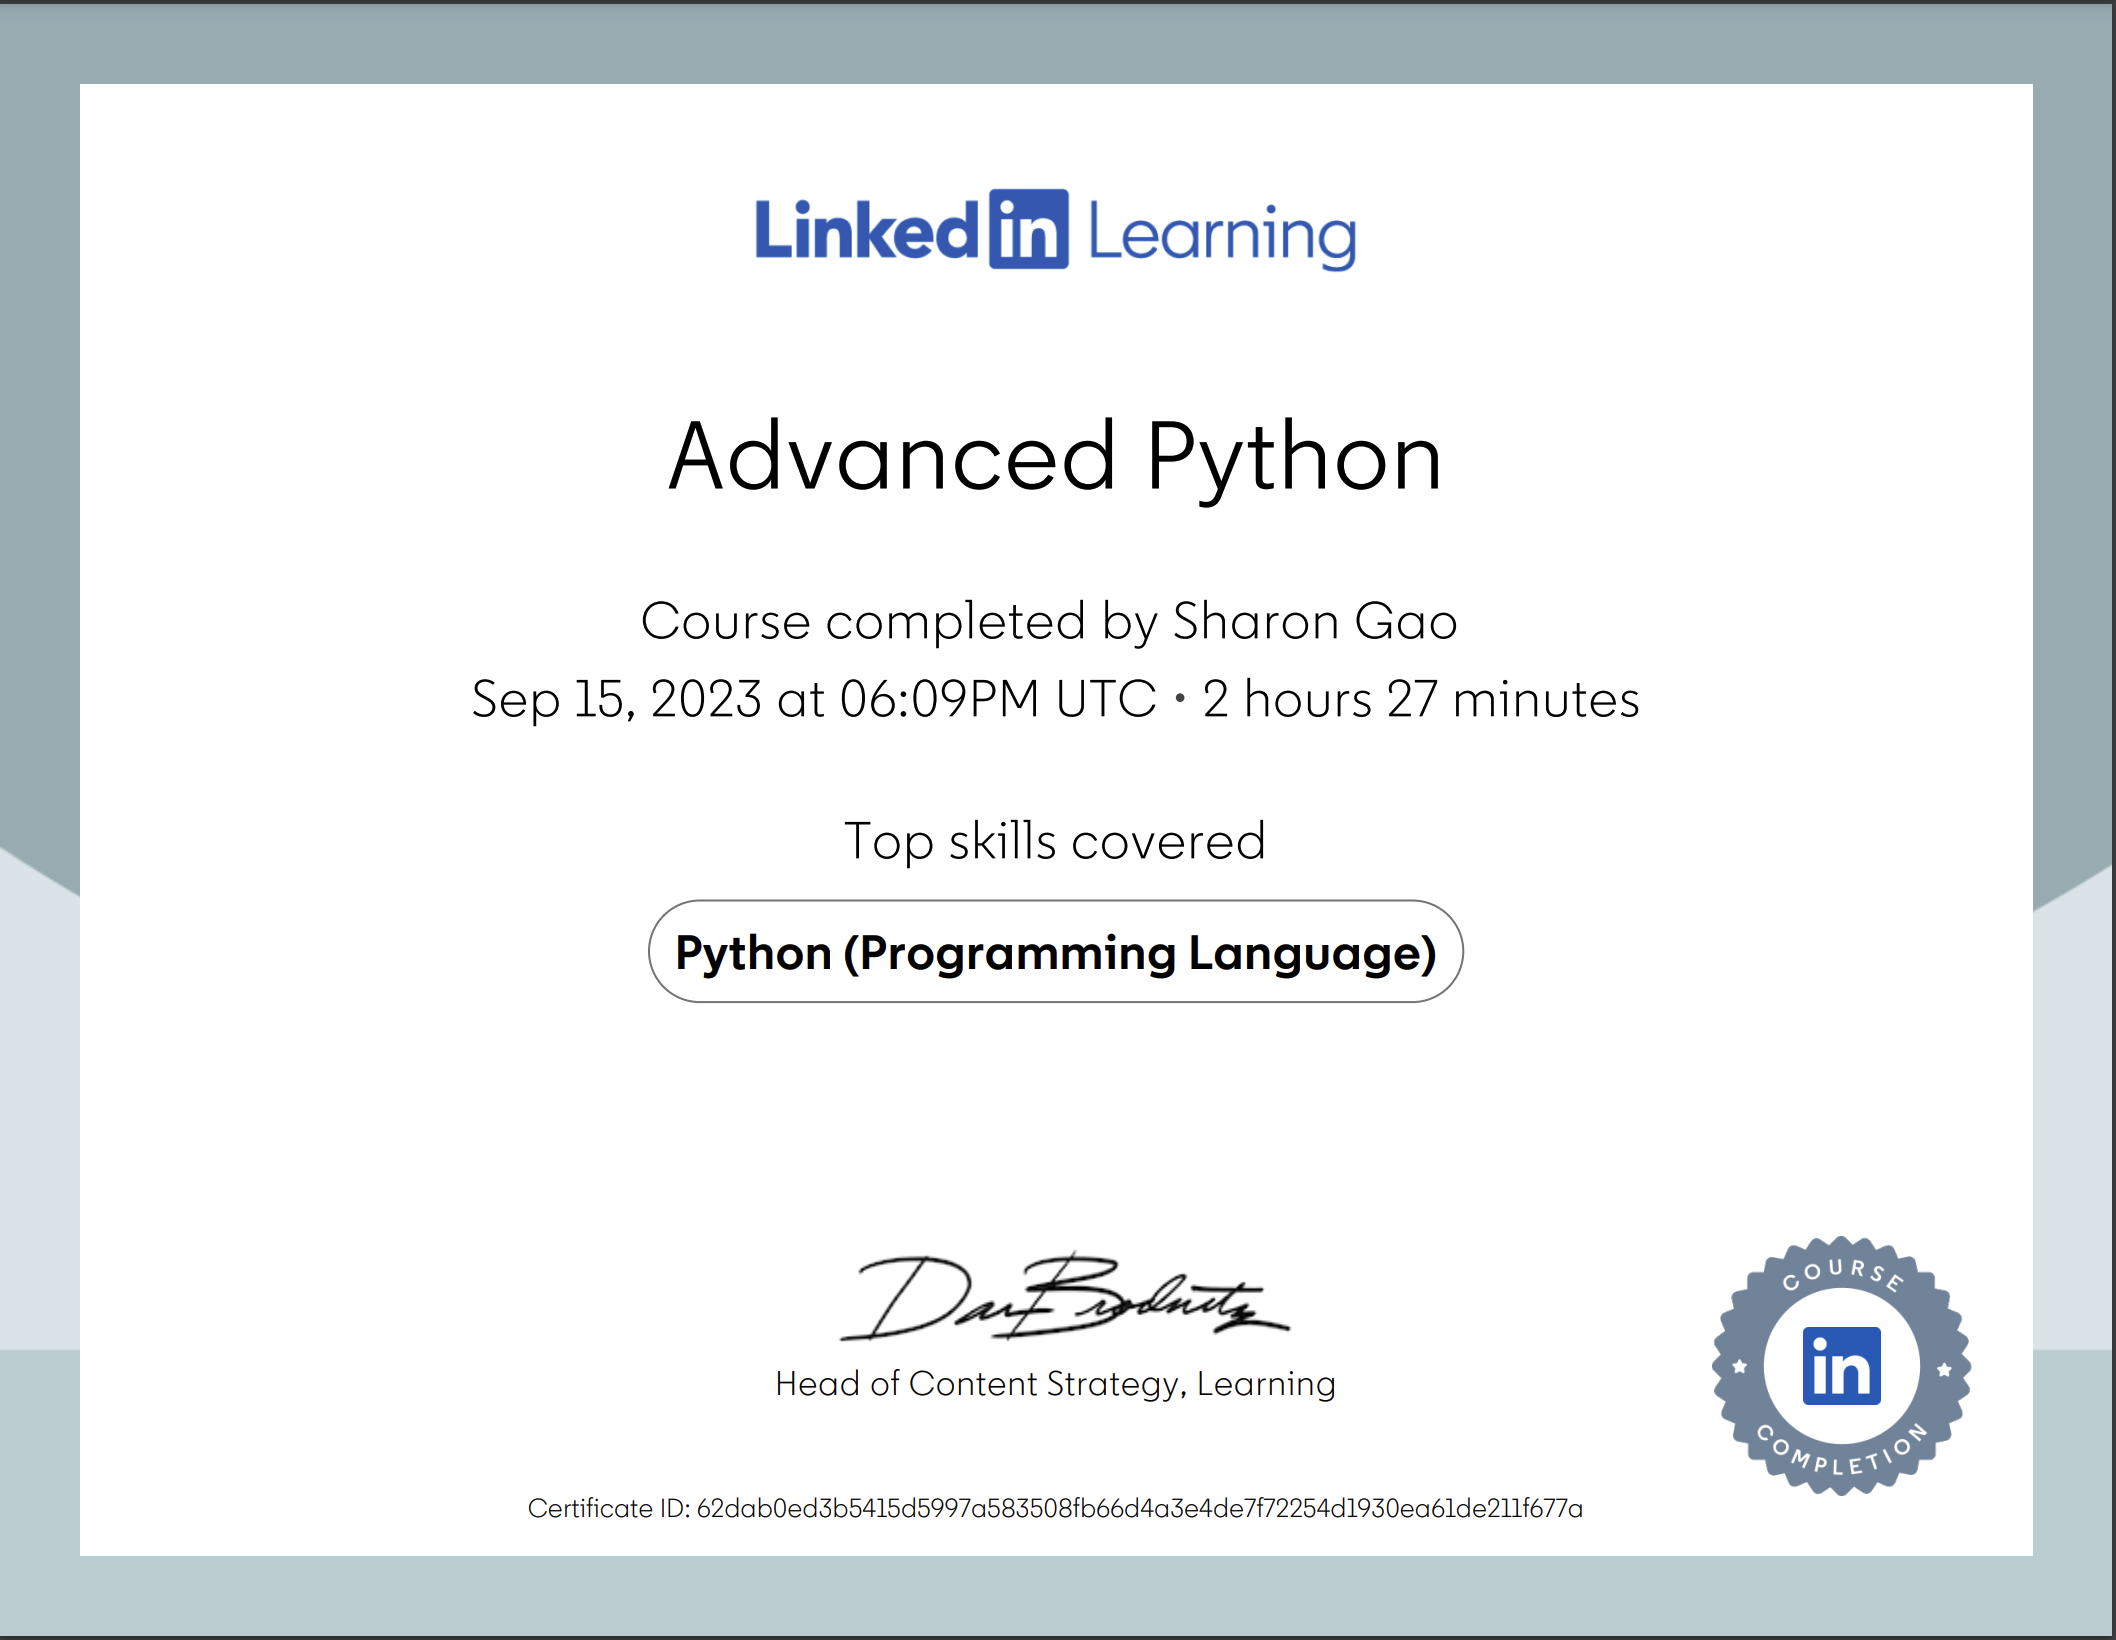 Linked in Learning
Advanced Python
Course completed by Sharon Gao
Sep 15, 2023 at 06:09PM UTC • 2 hours 27 minutes
Top skills covered
Python (Programming Language)
Dan Brodnitz
Head of Content Strategy, Learning
COURSE
in
COMPLETION
Certificate ID: 62dab0ed3b5415d5997a583508fb66d4a3e4de7f72254d1930ea61de211f677a